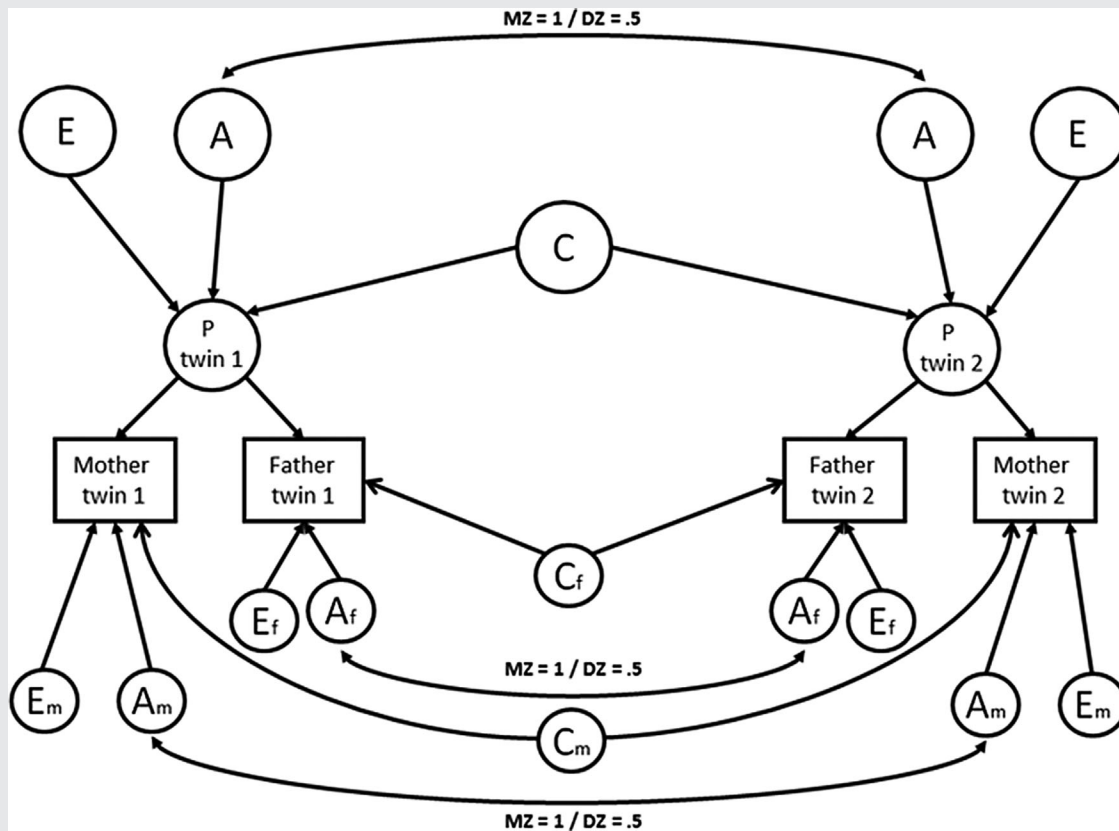 MZ = 1 / DZ = .5
E
A
A
E
C
P
twin 1
P
twin 2
Mother
twin 1
Father
twin 1
Father
twin 2
Mother
twin 2
Cf
Ef
Af
Af
Ef
MZ = 1 / DZ = .5
Em
Am
Cm
Am
Em
MZ = 1 / DZ = .5